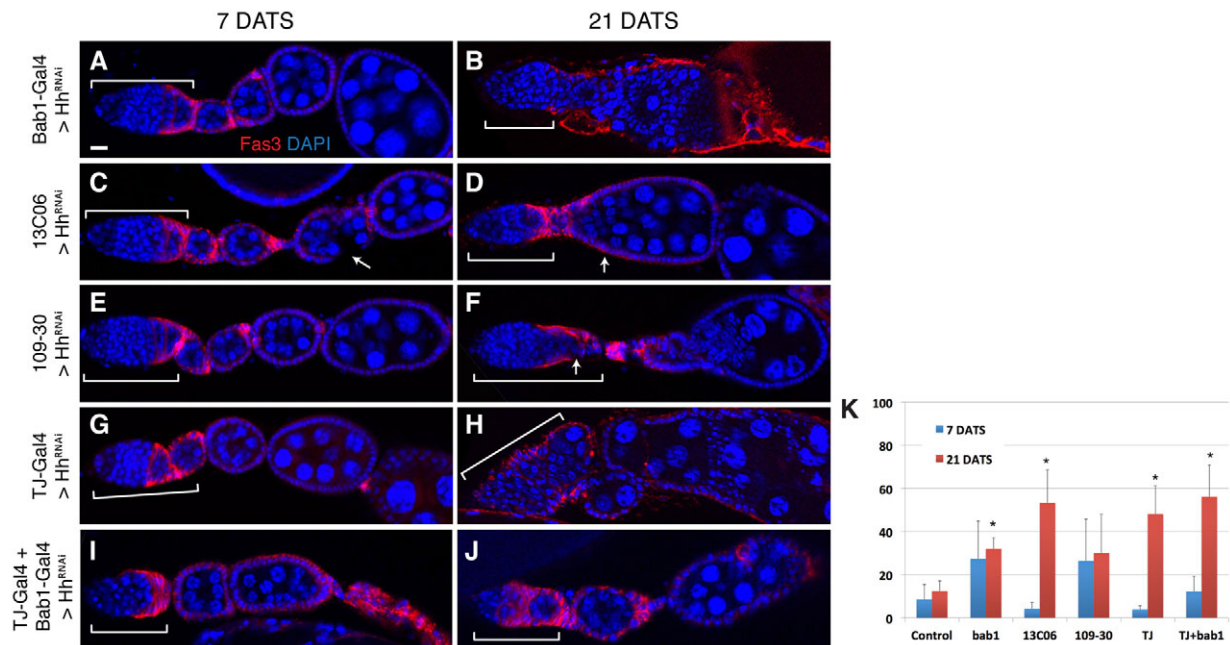 7 DATS
21 DATS
Bab1-Gal4
> Hh^RNAi
A
Fas3 DAPI
B
13C06
> Hh^RNAi
C
D
109-30
> Hh^RNAi
E
F
TJ-Gal4
> Hh^RNAi
G
H
TJ-Gal4 +
Bab1-Gal4
> Hh^RNAi
I
J
K
100
80
60
40
20
0
7 DATS
21 DATS
*
*
*
*
Control
bab1
13C06
109-30
TJ
TJ+bab1